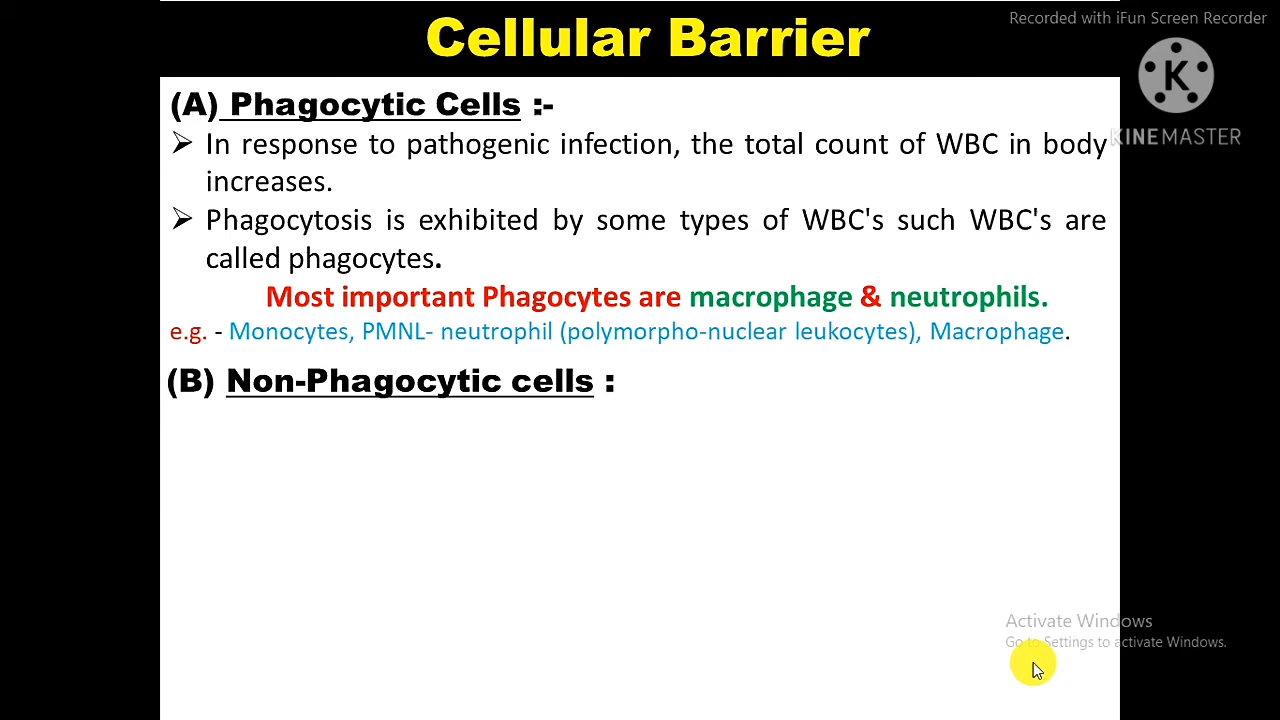 Cellular Barrier
Recorded with iFun Screen Recorder
K
KINEMASTER
(A) Phagocytic Cells :-
➢ In response to pathogenic infection, the total count of WBC in body
increases.
➢ Phagocytosis is exhibited by some types of WBC's such WBC's are
called phagocytes.
Most important Phagocytes are macrophage & neutrophils.
e.g. - Monocytes, PMNL- neutrophil (polymorpho-nuclear leukocytes), Macrophage.
(B) Non-Phagocytic cells :
Activate Windows
Go to Settings to activate Windows.